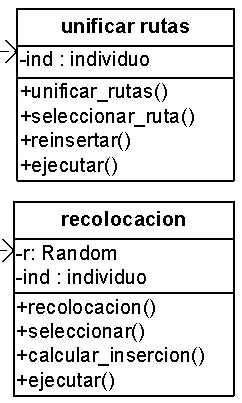 unificar rutas
-ind : individuo
+unificar_rutas()
+seleccionar_ruta()
+reinsertar()
+ejecutar()
recolocacion
-r: Random
-ind : individuo
+recolocacion()
+seleccionar()
+calcular_insercion()
+ejecutar()